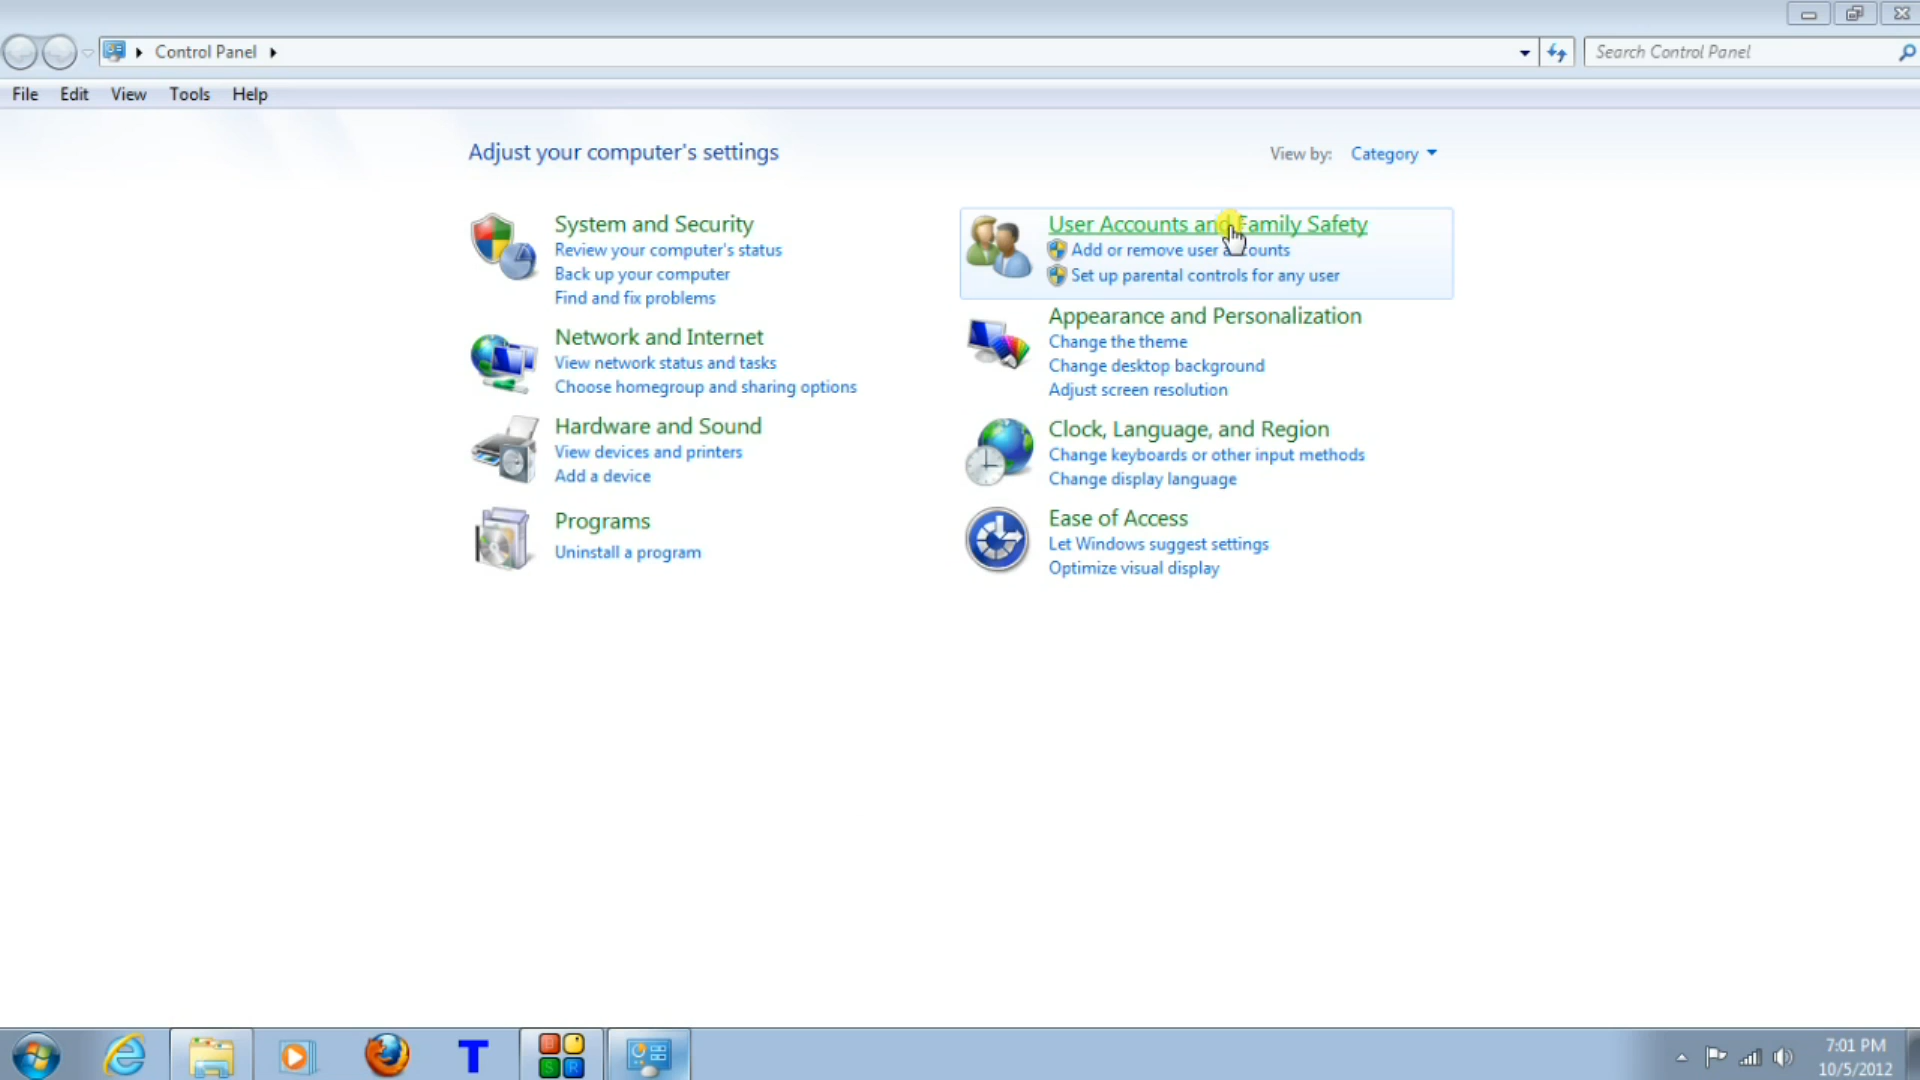 Control Panel
Search Control Panel
File Edit View Tools Help
Adjust your computer's settings
View by: Category
System and Security
Review your computer's status
Back up your computer
Find and fix problems
Network and Internet
View network status and tasks
Choose homegroup and sharing options
Hardware and Sound
View devices and printers
Add a device
Programs
Uninstall a program
User Accounts and Family Safety
Add or remove user accounts
Set up parental controls for any user
Appearance and Personalization
Change the theme
Change desktop background
Adjust screen resolution
Clock, Language, and Region
Change keyboards or other input methods
Change display language
Ease of Access
Let Windows suggest settings
Optimize visual display
T
B S R
7:01 PM
10/5/2012